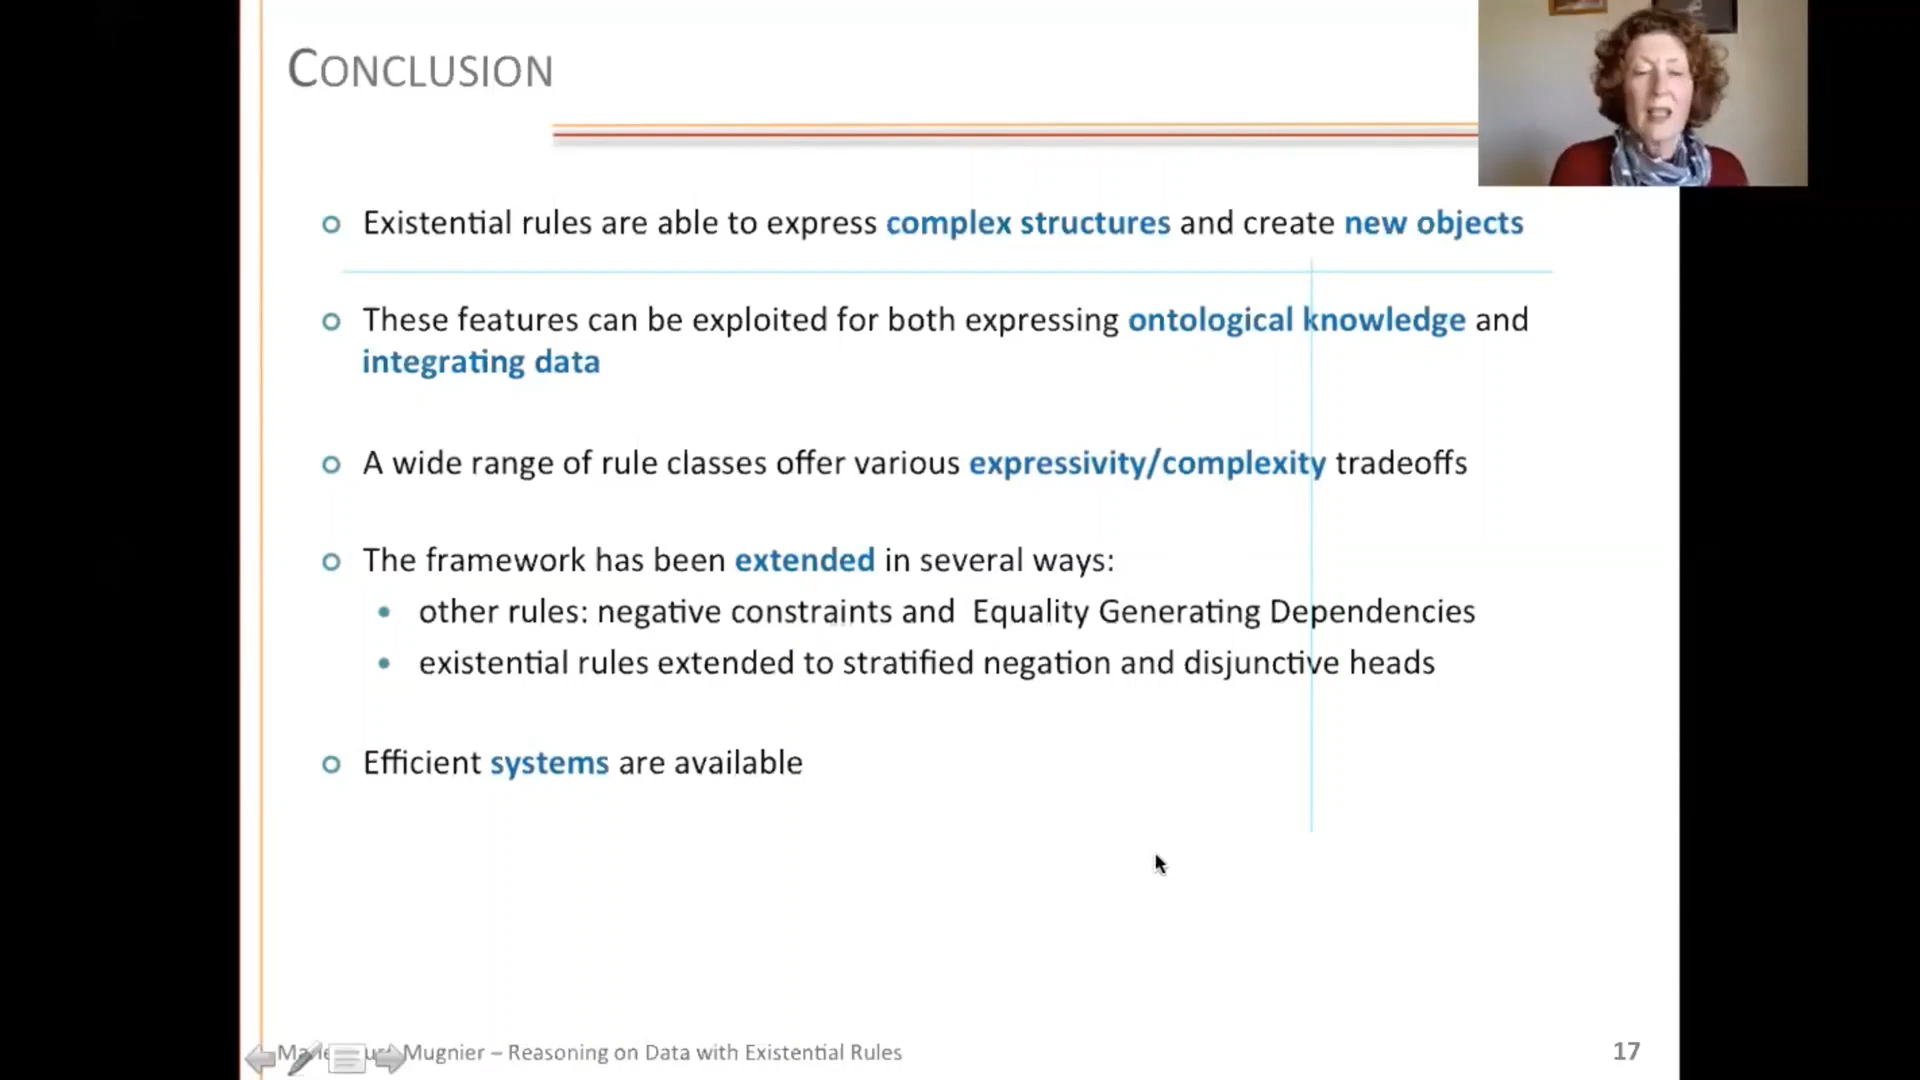 CONCLUSION
Existential rules are able to express complex structures and create new objects
These features can be exploited for both expressing ontological knowledge and
integrating data
A wide range of rule classes offer various expressivity/complexity tradeoffs
The framework has been extended in several ways:
other rules: negative constraints and Equality Generating Dependencies
existential rules extended to stratified negation and disjunctive heads
Efficient systems are available
Mugnier – Reasoning on Data with Existential Rules
17